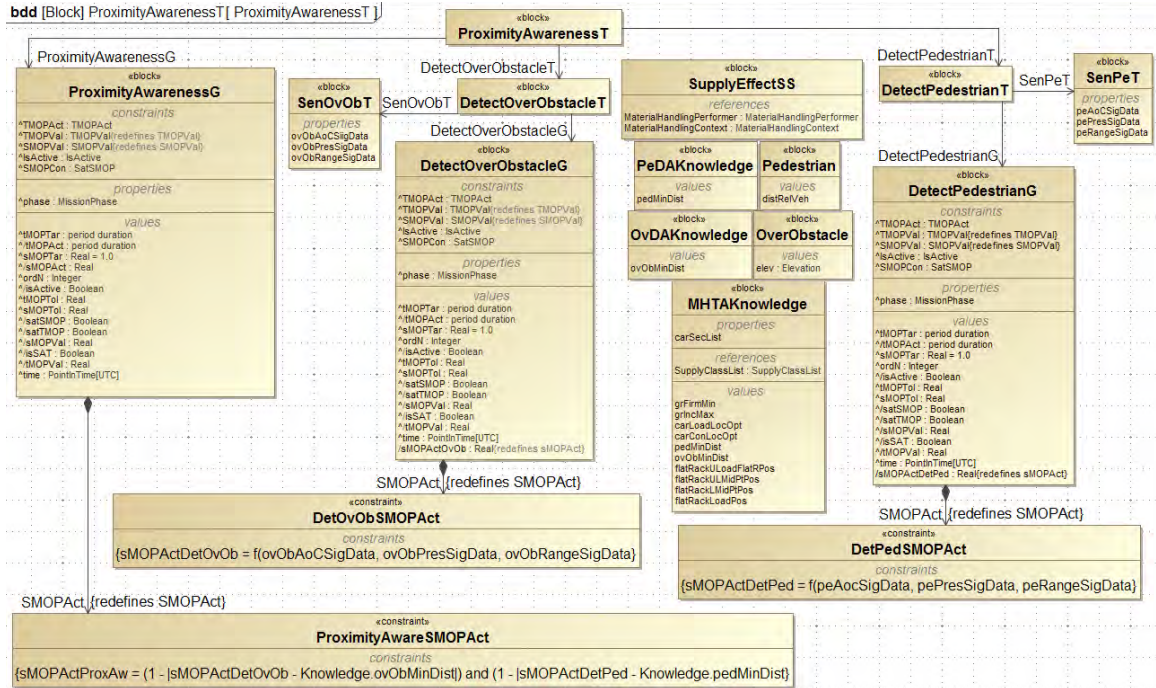 bdd [Block] ProximityAwarenessT[ ProximityAwarenessT ]
«block»
ProximityAwarenessT
ProximityAwarenessG
«block»
ProximityAwarenessG
constraints
^TMOPAct : TMOPAct
^TMOPVal : TMOPVal{redefines TMOPVal}
^SMOPVal : SMOPVal{redefines SMOPVal}
^IsActive : IsActive
^SMOPCon : SatSMOP
properties
^phase : MissionPhase
values
^tMOPTar : period duration
^/tMOPAct : period duration
^sMOPTar : Real = 1.0
^/sMOPAct : Real
^ordN : Integer
^/isActive : Boolean
^tMOPTol : Real
^sMOPTol : Real
^/satSMOP : Boolean
^/satTMOP : Boolean
^/sMOPVal : Real
^/isSAT : Boolean
^/tMOPVal : Real
^time : PointInTime[UTC]
DetectOverObstacleT
«block»
DetectOverObstacleT
SenOvObT
«block»
SenOvObT
properties
ovObAoCSigData
ovObPresSigData
ovObRangeSigData
DetectOverObstacleG
«block»
DetectOverObstacleG
constraints
^TMOPAct : TMOPAct
^TMOPVal : TMOPVal{redefines TMOPVal}
^SMOPVal : SMOPVal{redefines SMOPVal}
^IsActive : IsActive
^SMOPCon : SatSMOP
properties
^phase : MissionPhase
values
^tMOPTar : period duration
^/tMOPAct : period duration
^sMOPTar : Real = 1.0
^ordN : Integer
^/isActive : Boolean
^tMOPTol : Real
^sMOPTol : Real
^/satSMOP : Boolean
^/satTMOP : Boolean
^/sMOPVal : Real
^/isSAT : Boolean
^/tMOPVal : Real
^time : PointInTime[UTC]
/sMOPActOvOb : Real{redefines sMOPAct}
«block»
SupplyEffectSS
references
MaterialHandlingPerformer : MaterialHandlingPerformer
MaterialHandlingContext : MaterialHandlingContext
«block»
PeDAKnowledge
values
pedMinDist
«block»
Pedestrian
values
distRelVeh
«block»
OvDAKnowledge
values
ovObMinDist
«block»
OverObstacle
values
elev : Elevation
«block»
MHTAKnowledge
properties
carSecList
references
SupplyClassList : SupplyClassList
values
grFirmMin
grIncMax
carLoadLocOpt
carConLocOpt
pedMinDist
ovObMinDist
flatRackULoadFlatRPos
flatRackULMidPtPos
flatRackLMidPtPos
flatRackLoadPos
DetectPedestrianT
«block»
DetectPedestrianT
SenPeT
«block»
SenPeT
properties
peAoCSigData
pePresSigData
peRangeSigData
DetectPedestrianG
«block»
DetectPedestrianG
constraints
^TMOPAct : TMOPAct
^TMOPVal : TMOPVal{redefines TMOPVal}
^SMOPVal : SMOPVal{redefines SMOPVal}
^IsActive : IsActive
^SMOPCon : SatSMOP
properties
^phase : MissionPhase
values
^tMOPTar : period duration
^/tMOPAct : period duration
^sMOPTar : Real = 1.0
^ordN : Integer
^/isActive : Boolean
^tMOPTol : Real
^sMOPTol : Real
^/satSMOP : Boolean
^/satTMOP : Boolean
^/sMOPVal : Real
^/isSAT : Boolean
^/tMOPVal : Real
^time : PointInTime[UTC]
/sMOPActDetPed : Real{redefines sMOPAct}
SMOPAct {redefines SMOPAct}
«constraint»
DetOvObSMOPAct
constraints
{sMOPActDetOvOb = f(ovObAoCSigData, ovObPresSigData, ovObRangeSigData}
SMOPAct {redefines SMOPAct}
«constraint»
DetPedSMOPAct
constraints
{sMOPActDetPed = f(peAocSigData, pePresSigData, peRangeSigData}
SMOPAct {redefines SMOPAct}
«constraint»
ProximityAwareSMOPAct
constraints
{sMOPActProxAw = (1 - |sMOPActDetOvOb - Knowledge.ovObMinDist|) and (1 - |sMOPActDetPed - Knowledge.pedMinDist}